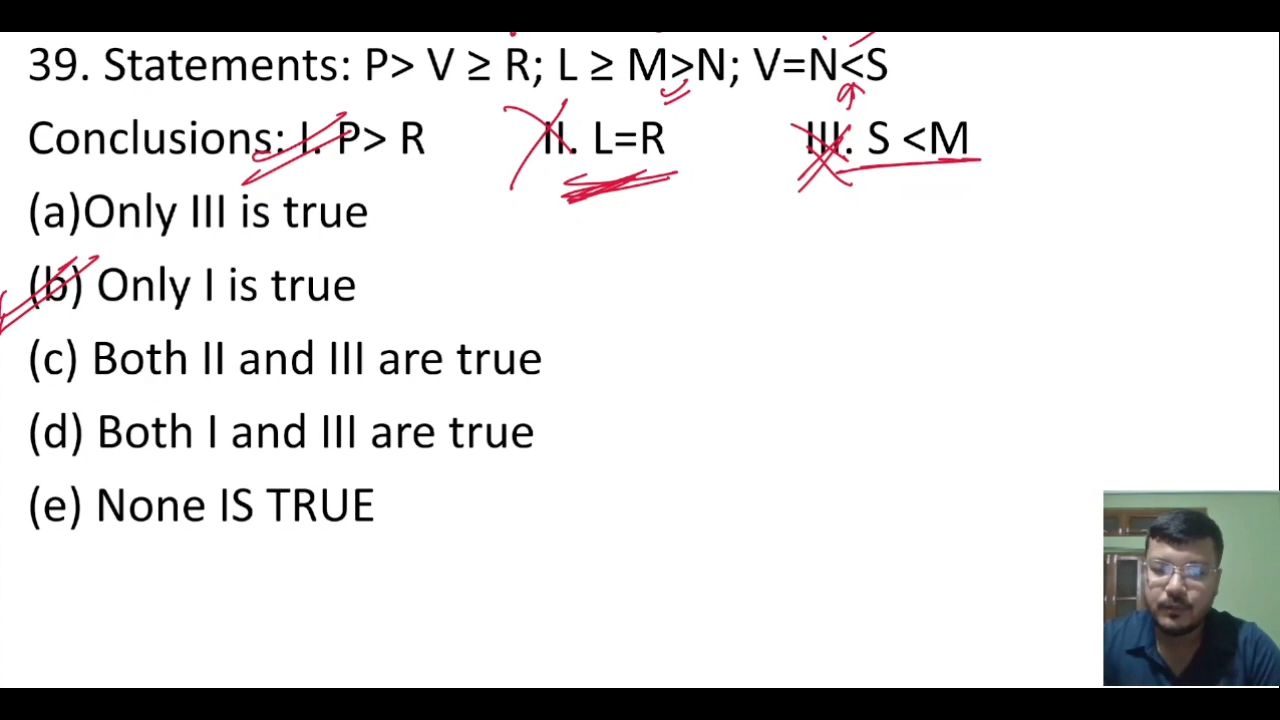 39. Statements: P> V ≥ R; L ≥ M>N; V=N<S
Conclusions: I. P> R II. L=R III. S <M
(a)Only III is true
(b) Only I is true
(c) Both II and III are true
(d) Both I and III are true
(e) None IS TRUE